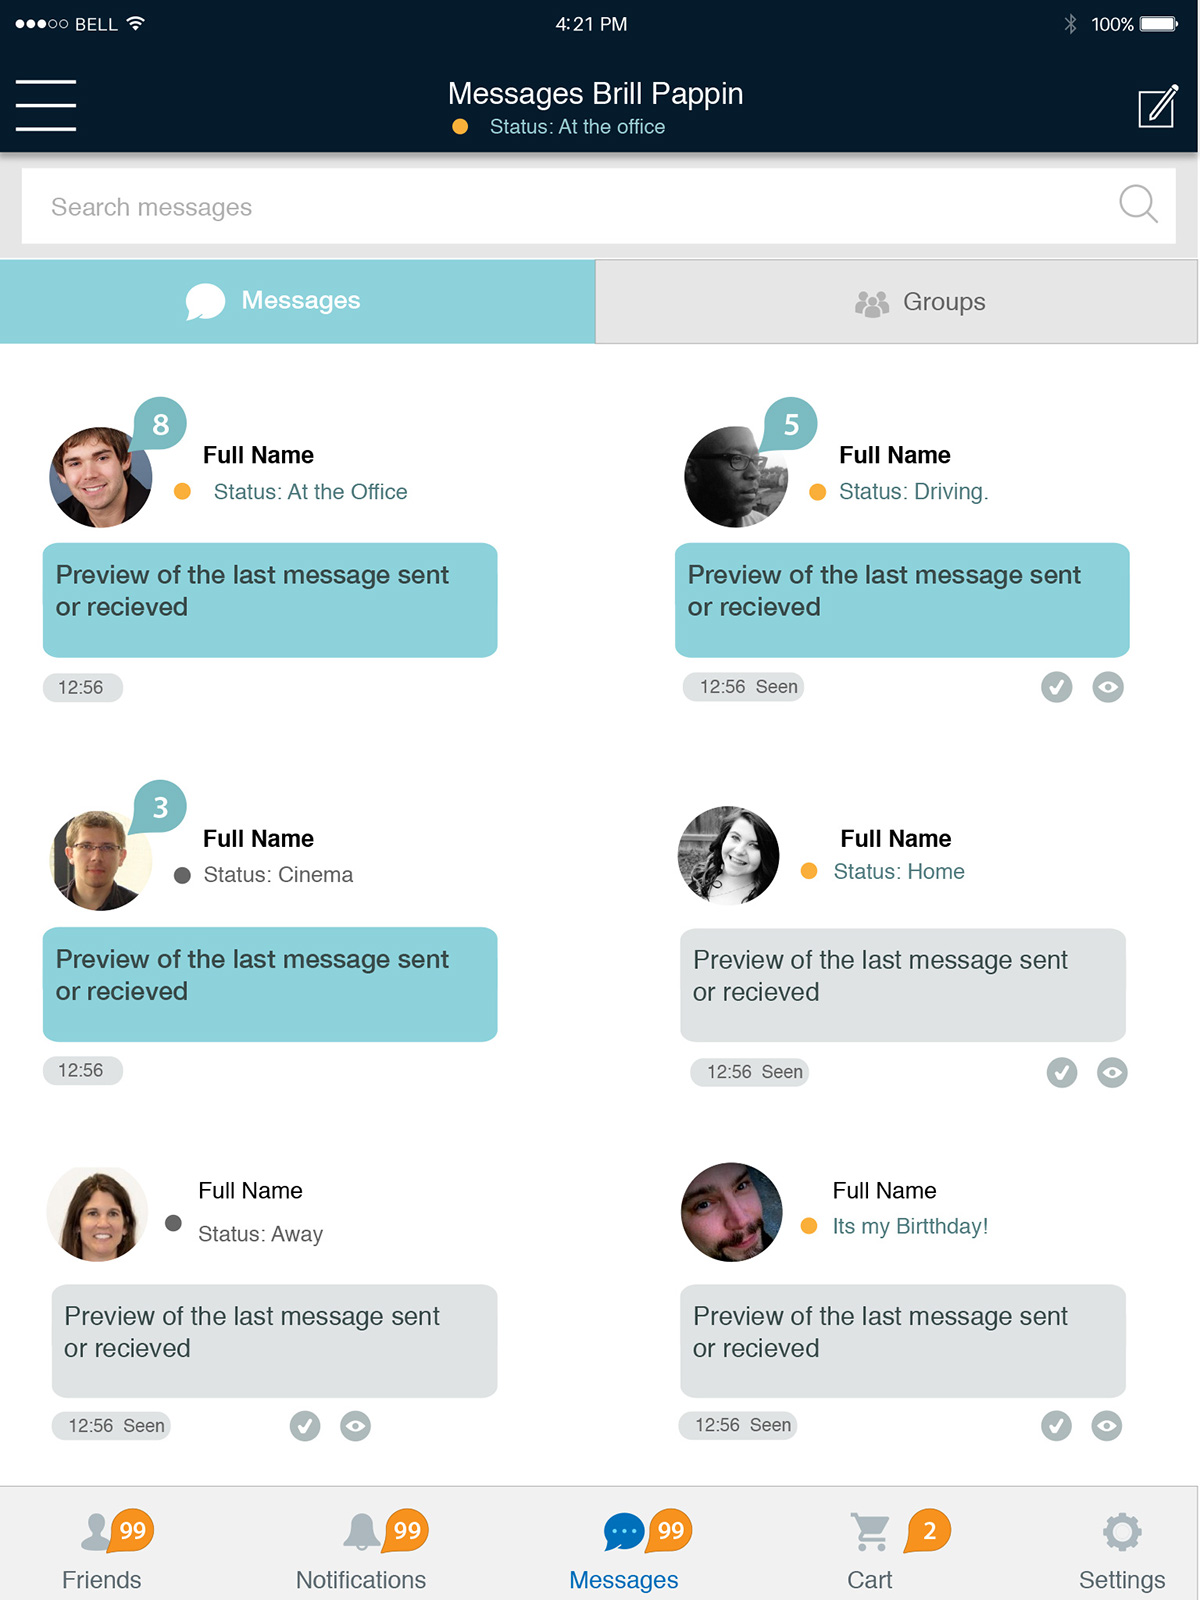 BELL
4:21 PM
100%
Messages Brill Pappin
Status: At the office
Search messages
Messages
Groups
8
Full Name
Status: At the Office
Preview of the last message sent
or recieved
12:56
5
Full Name
Status: Driving.
Preview of the last message sent
or recieved
12:56 Seen
3
Full Name
Status: Cinema
Preview of the last message sent
or recieved
12:56
Full Name
Status: Home
Preview of the last message sent
or recieved
12:56 Seen
Full Name
Status: Away
Preview of the last message sent
or recieved
12:56 Seen
Full Name
Its my Birtthday!
Preview of the last message sent
or recieved
12:56 Seen
99
Friends
99
Notifications
99
Messages
2
Cart
Settings